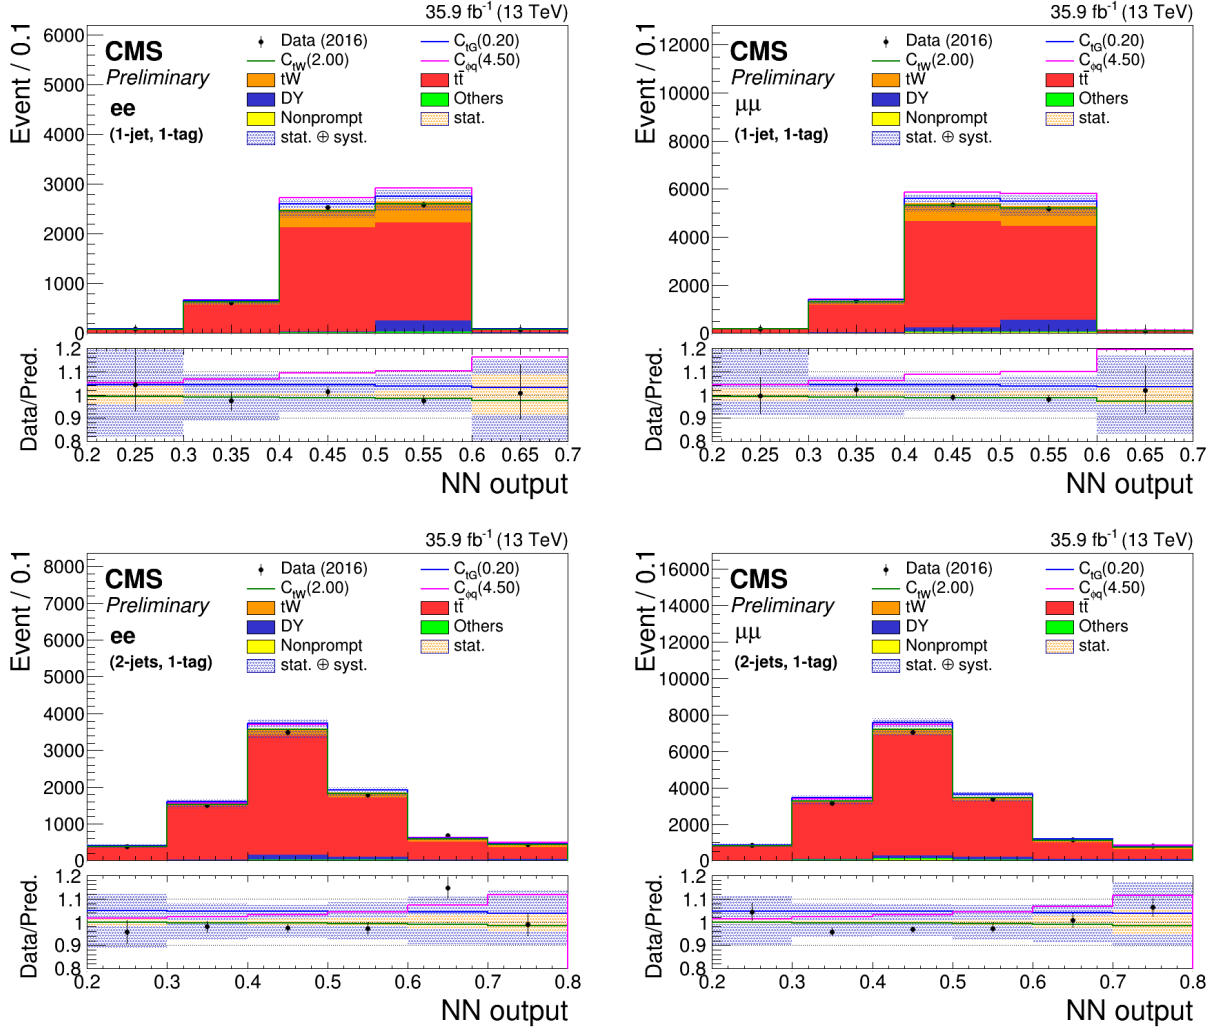 35.9 fb⁻¹ (13 TeV)
Event / 0.1
6000
5000
4000
3000
2000
1000
0
CMS
Preliminary
ee
(1-jet, 1-tag)
Data (2016)
C_tW(2.00)
tW
DY
Nonprompt
stat. ⊕ syst.
C_tG(0.20)
C_φq(4.50)
tt̄
Others
stat.
Data/Pred.
1.2
1.1
1
0.9
0.8
0.2 0.25 0.3 0.35 0.4 0.45 0.5 0.55 0.6 0.65 0.7
NN output
35.9 fb⁻¹ (13 TeV)
Event / 0.1
12000
10000
8000
6000
4000
2000
0
CMS
Preliminary
μμ
(1-jet, 1-tag)
Data (2016)
C_tW(2.00)
tW
DY
Nonprompt
stat. ⊕ syst.
C_tG(0.20)
C_φq(4.50)
tt̄
Others
stat.
Data/Pred.
1.2
1.1
1
0.9
0.8
0.2 0.25 0.3 0.35 0.4 0.45 0.5 0.55 0.6 0.65 0.7
NN output
35.9 fb⁻¹ (13 TeV)
Event / 0.1
8000
7000
6000
5000
4000
3000
2000
1000
0
CMS
Preliminary
ee
(2-jets, 1-tag)
Data (2016)
C_tW(2.00)
tW
DY
Nonprompt
stat. ⊕ syst.
C_tG(0.20)
C_φq(4.50)
tt̄
Others
stat.
Data/Pred.
1.2
1.1
1
0.9
0.8
0.2 0.3 0.4 0.5 0.6 0.7 0.8
NN output
35.9 fb⁻¹ (13 TeV)
Event / 0.1
16000
14000
12000
10000
8000
6000
4000
2000
0
CMS
Preliminary
μμ
(2-jets, 1-tag)
Data (2016)
C_tW(2.00)
tW
DY
Nonprompt
stat. ⊕ syst.
C_tG(0.20)
C_φq(4.50)
tt̄
Others
stat.
Data/Pred.
1.2
1.1
1
0.9
0.8
0.2 0.3 0.4 0.5 0.6 0.7 0.8
NN output